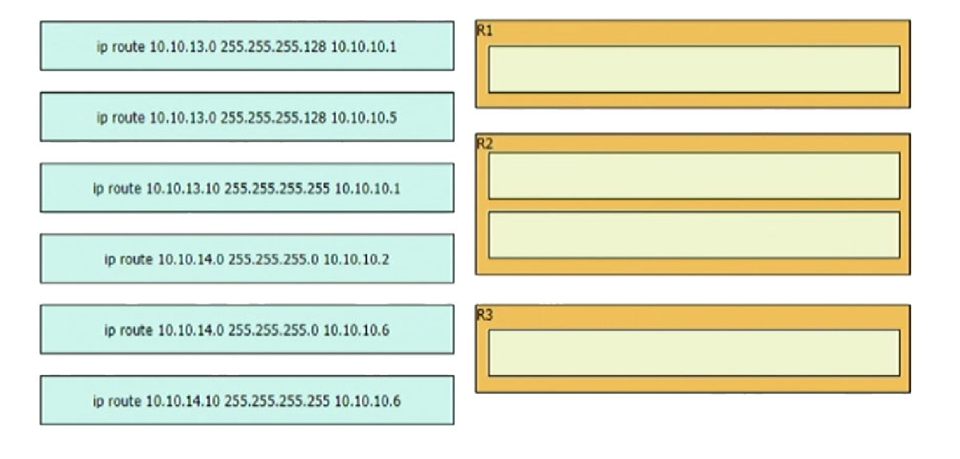 ip route 10.10.13.0 255.255.255.128 10.10.10.1
ip route 10.10.13.0 255.255.255.128 10.10.10.5
ip route 10.10.13.10 255.255.255.255 10.10.10.1
ip route 10.10.14.0 255.255.255.0 10.10.10.2
ip route 10.10.14.0 255.255.255.0 10.10.10.6
ip route 10.10.14.10 255.255.255.255 10.10.10.6
R1
R2
R3